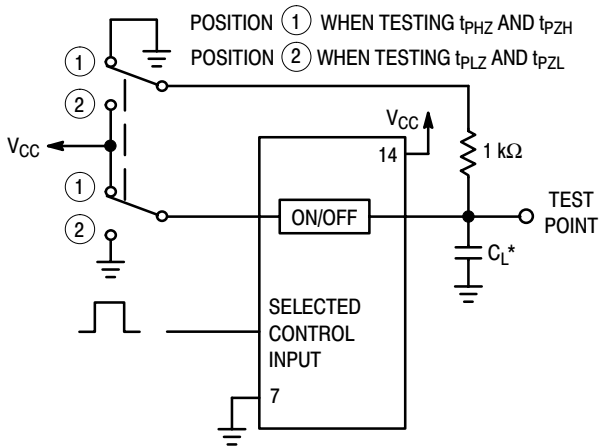 POSITION 1 WHEN TESTING tPHZ AND tPZH
POSITION 2 WHEN TESTING tPLZ AND tPZL
1
2
VCC
1
2
VCC
14
1 kΩ
ON/OFF
TEST
POINT
CL*
SELECTED
CONTROL
INPUT
7